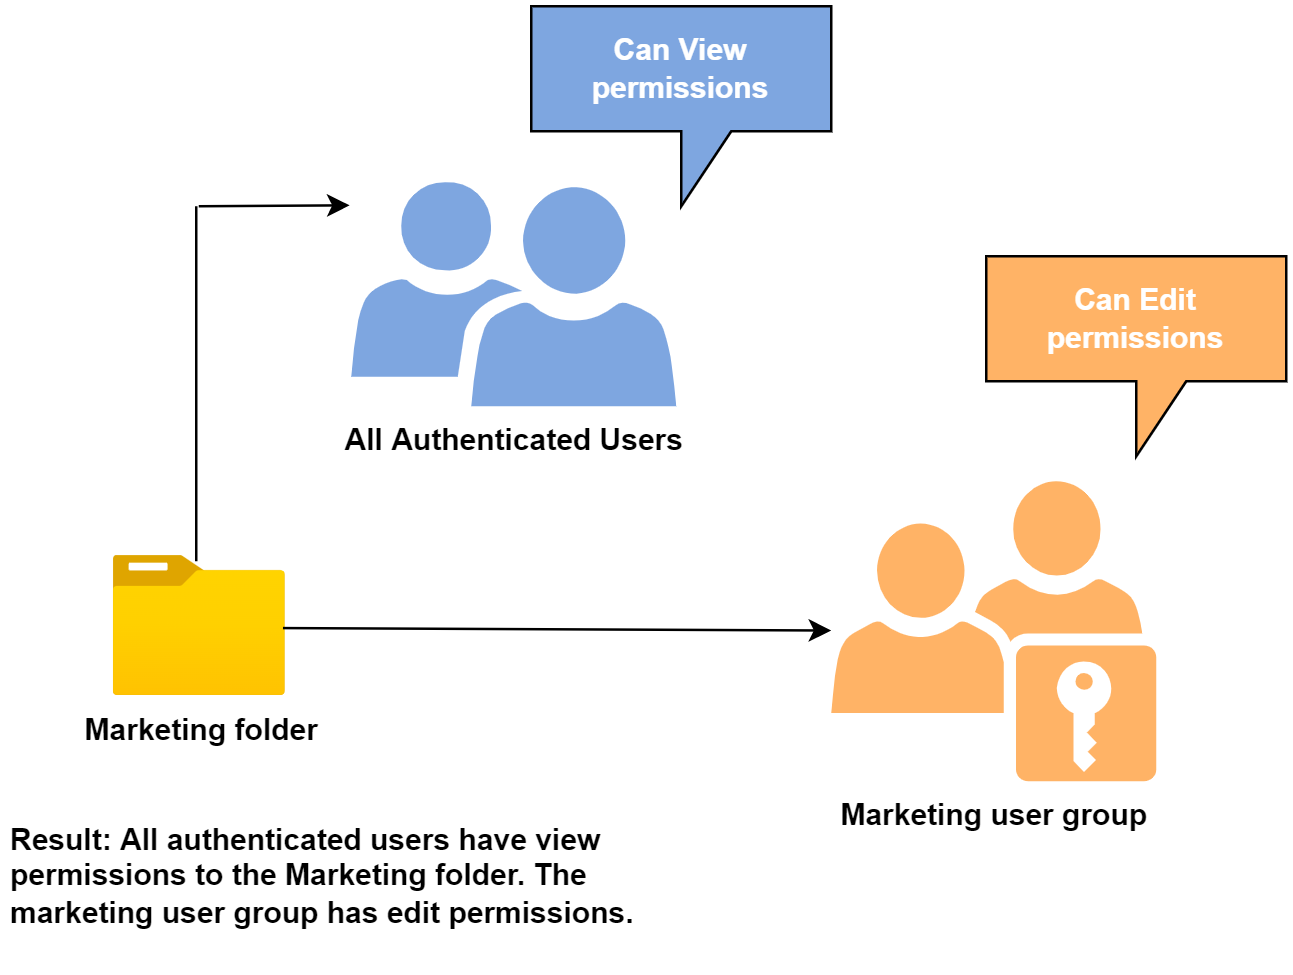 Can View
permissions
Can Edit
permissions
All Authenticated Users
Marketing folder
Marketing user group
Result: All authenticated users have view
permissions to the Marketing folder. The
marketing user group has edit permissions.